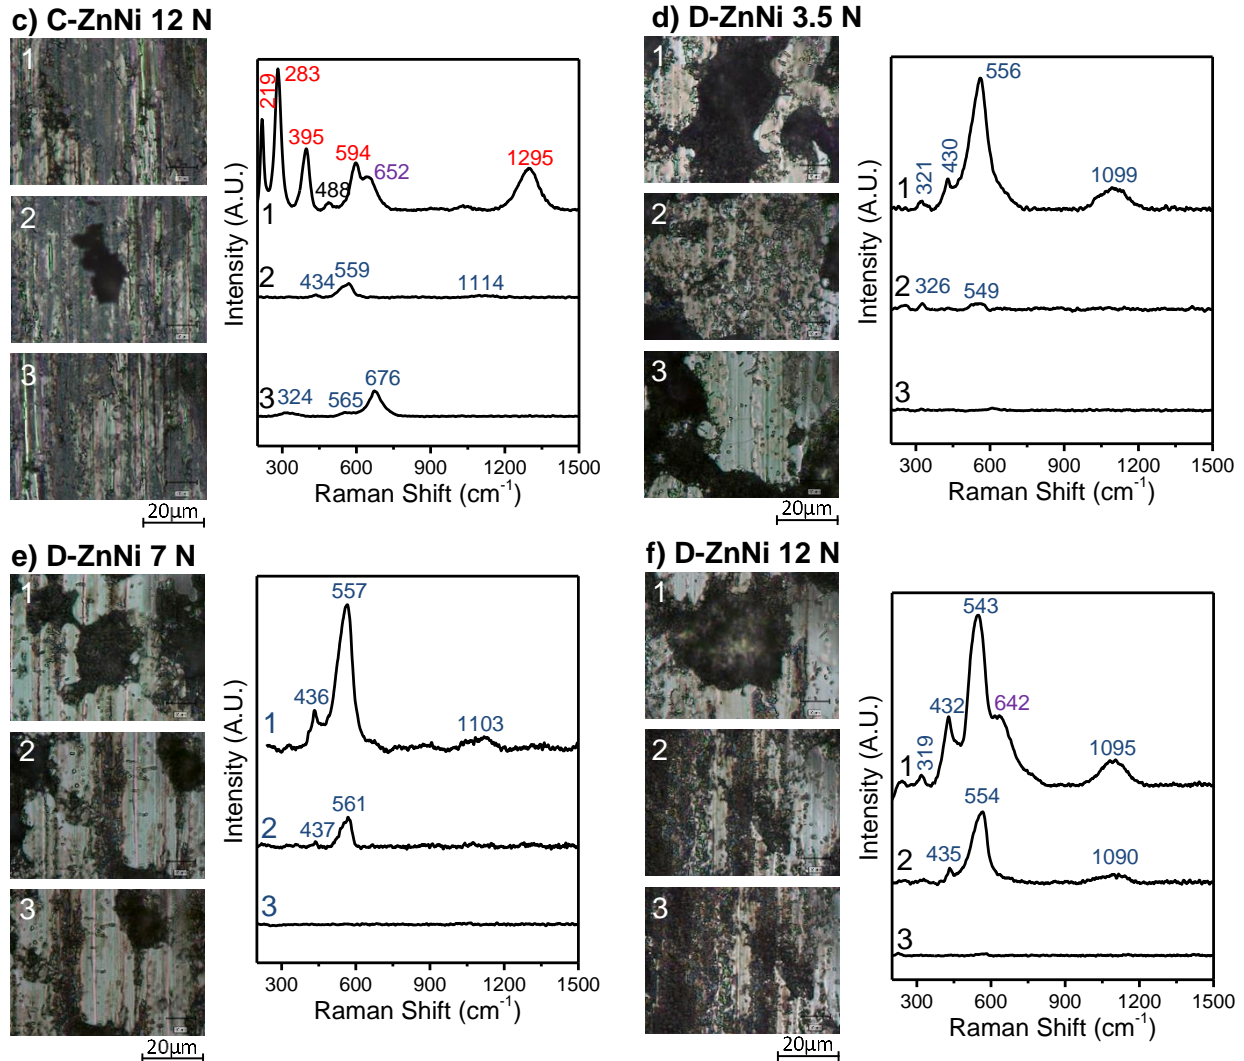 c) C-ZnNi 12 N
1
2
3
20µm
Intensity (A.U.)
219
283
395
488
594
652
1295
1
2
434
559
1114
3
324
565
676
300 600 900 1200 1500
Raman Shift (cm⁻¹)
d) D-ZnNi 3.5 N
1
2
3
20µm
Intensity (A.U.)
556
430
321
1099
1
2
326
549
3
300 600 900 1200 1500
Raman Shift (cm⁻¹)
e) D-ZnNi 7 N
1
2
3
20µm
Intensity (A.U.)
557
436
1103
1
561
437
2
3
300 600 900 1200 1500
Raman Shift (cm⁻¹)
f) D-ZnNi 12 N
1
2
3
20µm
Intensity (A.U.)
543
432
642
319
1095
1
554
435
1090
2
3
300 600 900 1200 1500
Raman Shift (cm⁻¹)